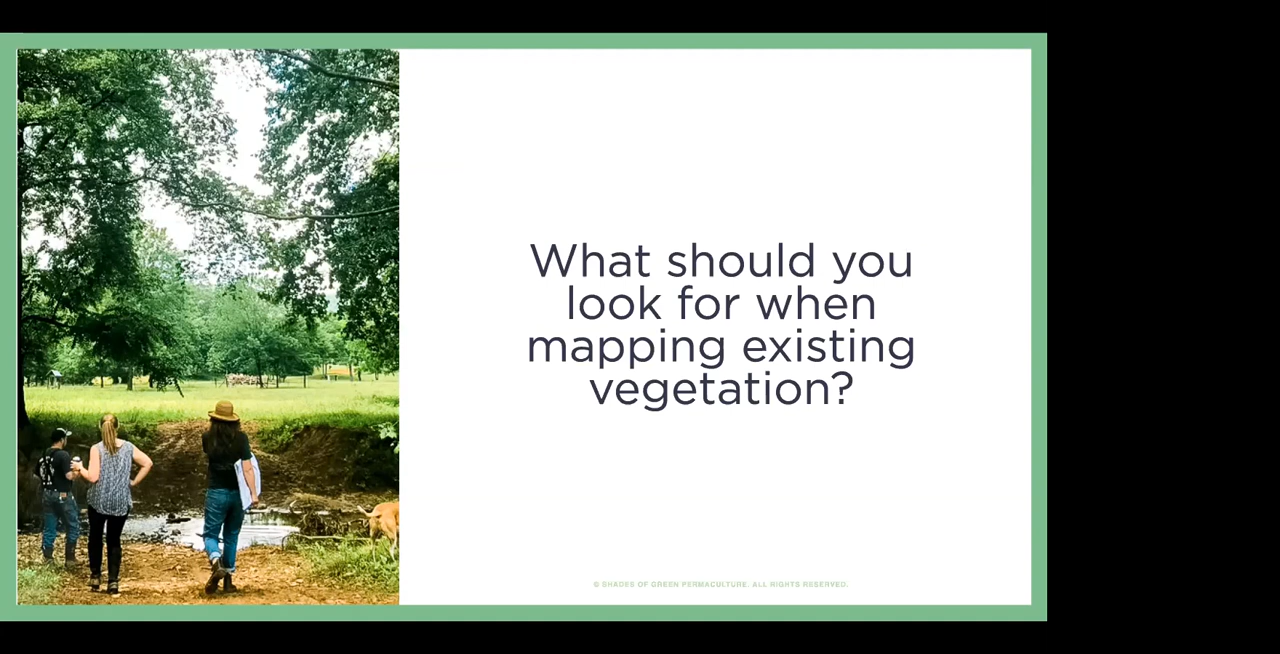 What should you
look for when
mapping existing
vegetation?
© SHADES OF GREEN PERMACULTURE. ALL RIGHTS RESERVED.